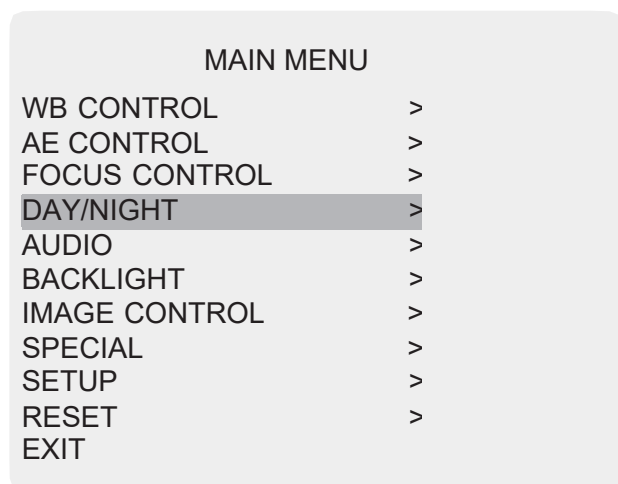 MAIN MENU
WB CONTROL >
AE CONTROL >
FOCUS CONTROL >
DAY/NIGHT >
AUDIO >
BACKLIGHT >
IMAGE CONTROL >
SPECIAL >
SETUP >
RESET >
EXIT